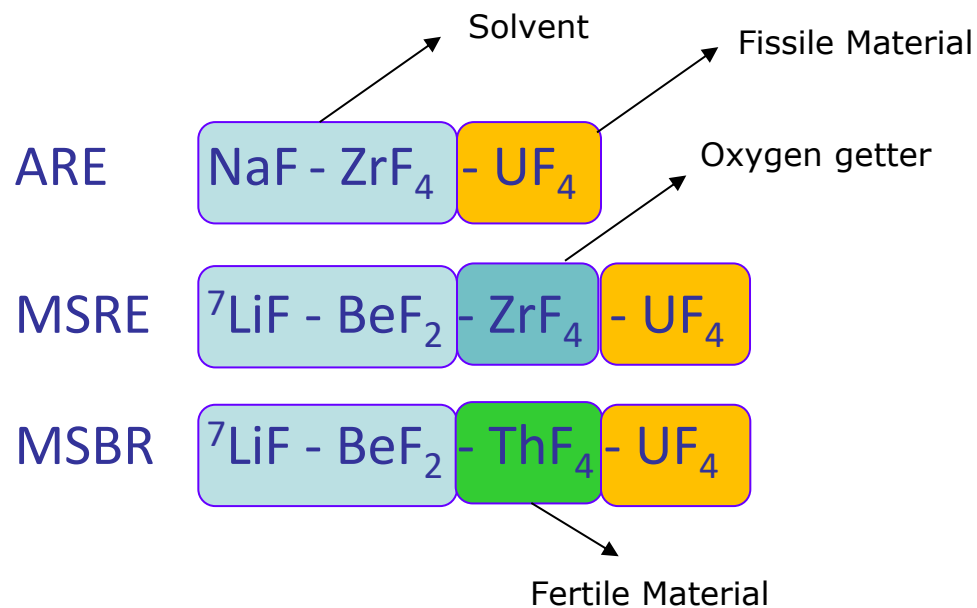 Solvent
Fissile Material
ARE NaF - ZrF₄ - UF₄
Oxygen getter
MSRE ⁷LiF - BeF₂ - ZrF₄ - UF₄
MSBR ⁷LiF - BeF₂ - ThF₄ - UF₄
Fertile Material